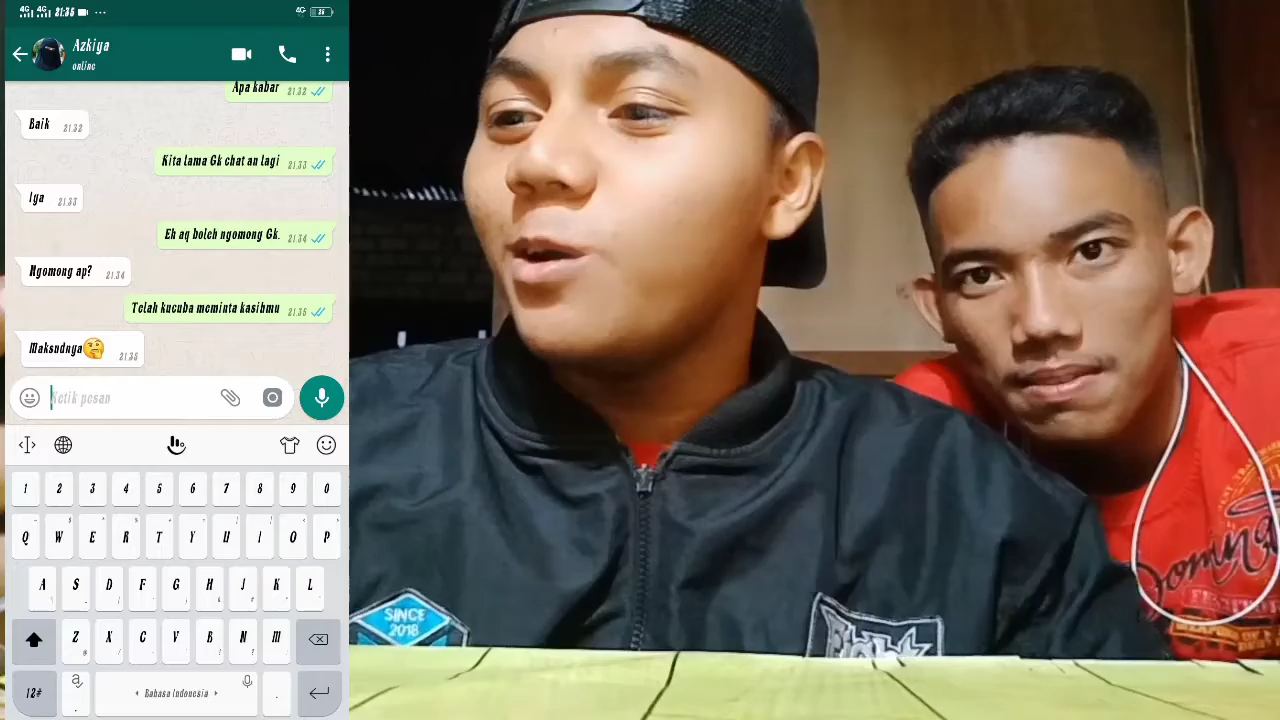 4G 4G 21:35
4G 26
Azkiya
online
Apa kabar 21.32
Baik 21.32
Kita lama Gk chat an lagi 21.33
Iya 21.33
Eh aq boleh ngomong Gk. 21.34
Ngomong ap? 21.34
Telah kucuba meminta kasihmu 21.35
Maksudnya🤔 21.35
Ketik pesan
1 2 3 4 5 6 7 8 9 0
Q W E R T Y U I O P
A S D F G H J K L
Z X C V B N M
12# Bahasa Indonesia .
SINCE
2018